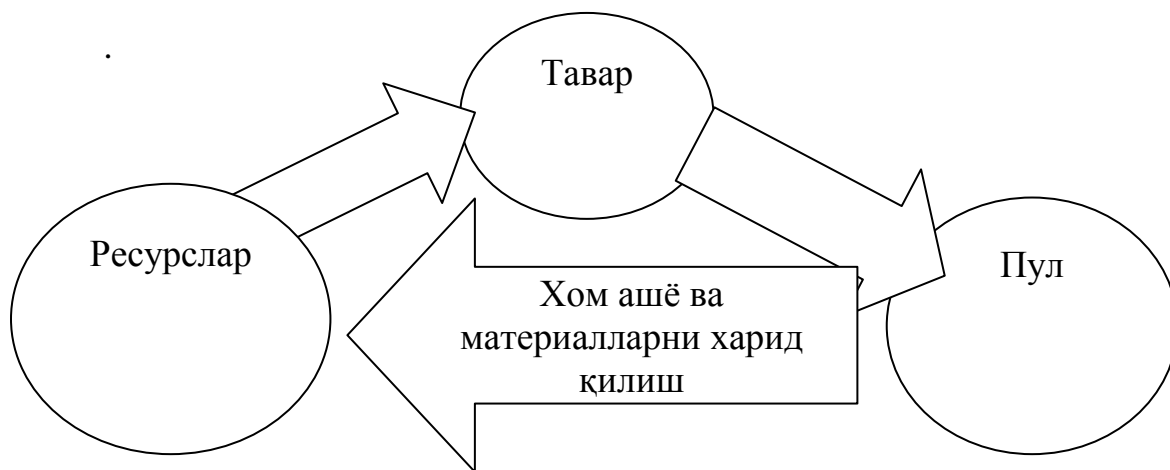 .
Тавар
Ресурслар
Пул
Хом ашё ва
материалларни харид
қилиш